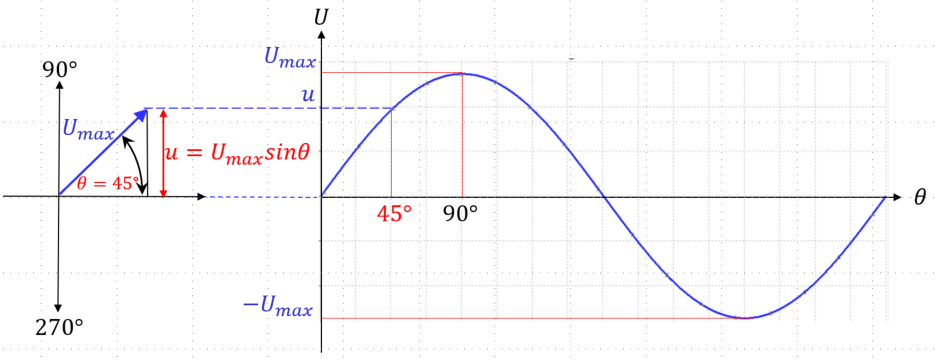 90°
U_max
θ = 45°
u = U_max sinθ
270°
U
U_max
u
45°
90°
θ
−U_max